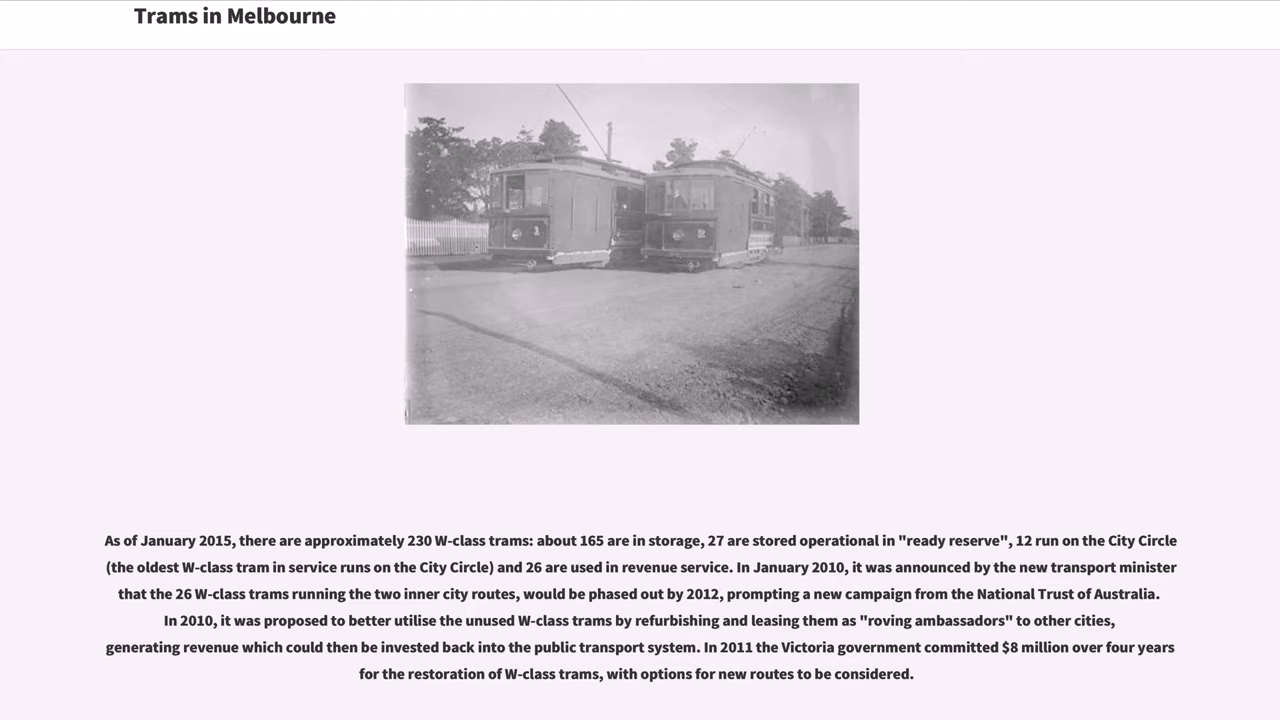 Trams in Melbourne
1
2
As of January 2015, there are approximately 230 W-class trams: about 165 are in storage, 27 are stored operational in "ready reserve", 12 run on the City Circle
(the oldest W-class tram in service runs on the City Circle) and 26 are used in revenue service. In January 2010, it was announced by the new transport minister
that the 26 W-class trams running the two inner city routes, would be phased out by 2012, prompting a new campaign from the National Trust of Australia.
In 2010, it was proposed to better utilise the unused W-class trams by refurbishing and leasing them as "roving ambassadors" to other cities,
generating revenue which could then be invested back into the public transport system. In 2011 the Victoria government committed $8 million over four years
for the restoration of W-class trams, with options for new routes to be considered.